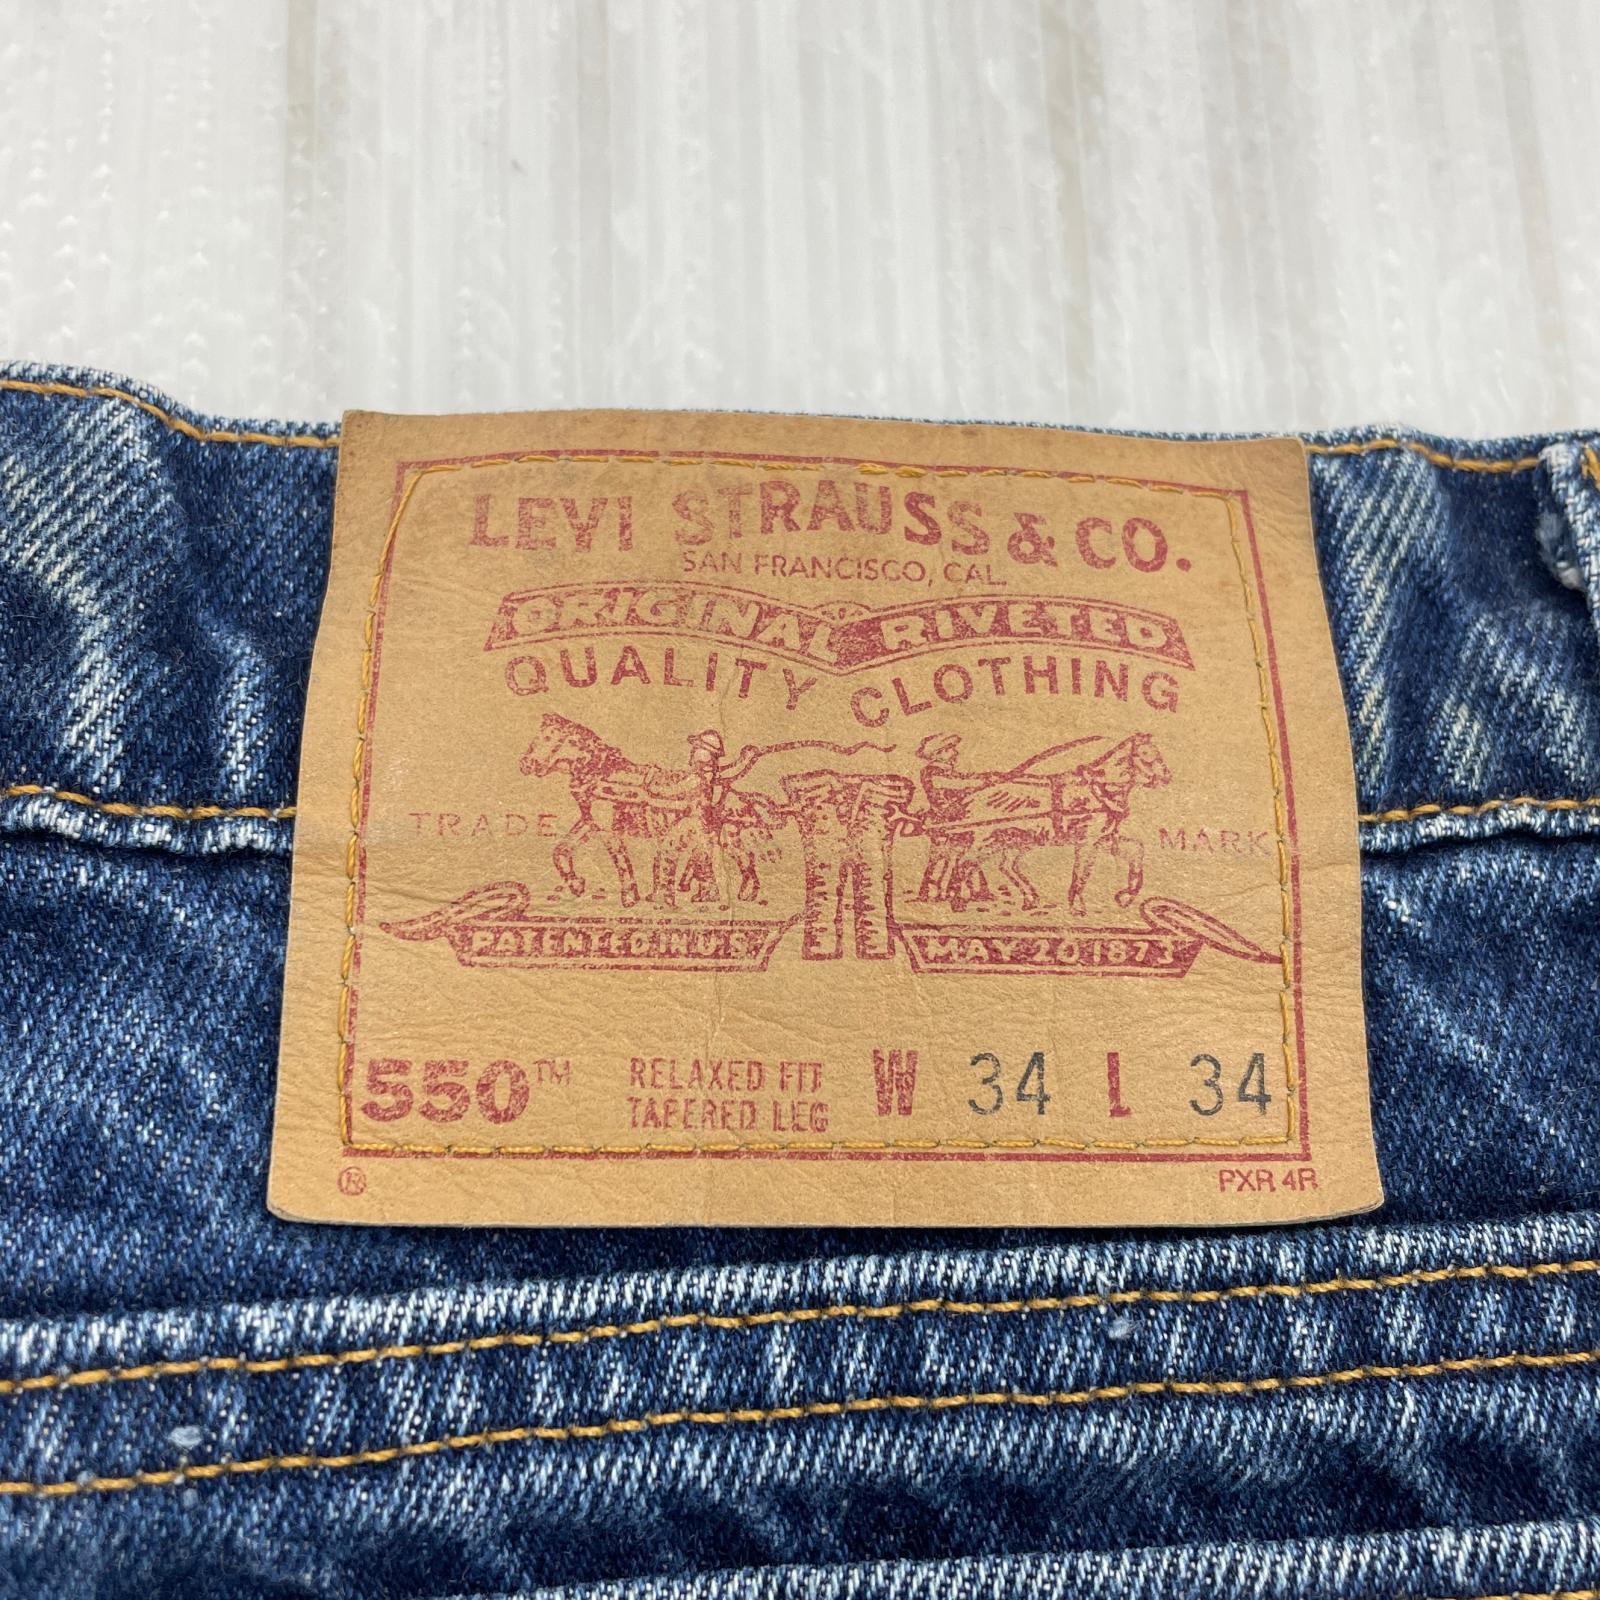 LEVI STRAUSS & CO.
SAN FRANCISCO, CAL.
ORIGINAL RIVETED
QUALITY CLOTHING
TRADE MARK
PATENTED IN U.S. MAY 20 1873
550™ RELAXED FIT W 34 L 34
TAPERED LEG
® PXR 4R